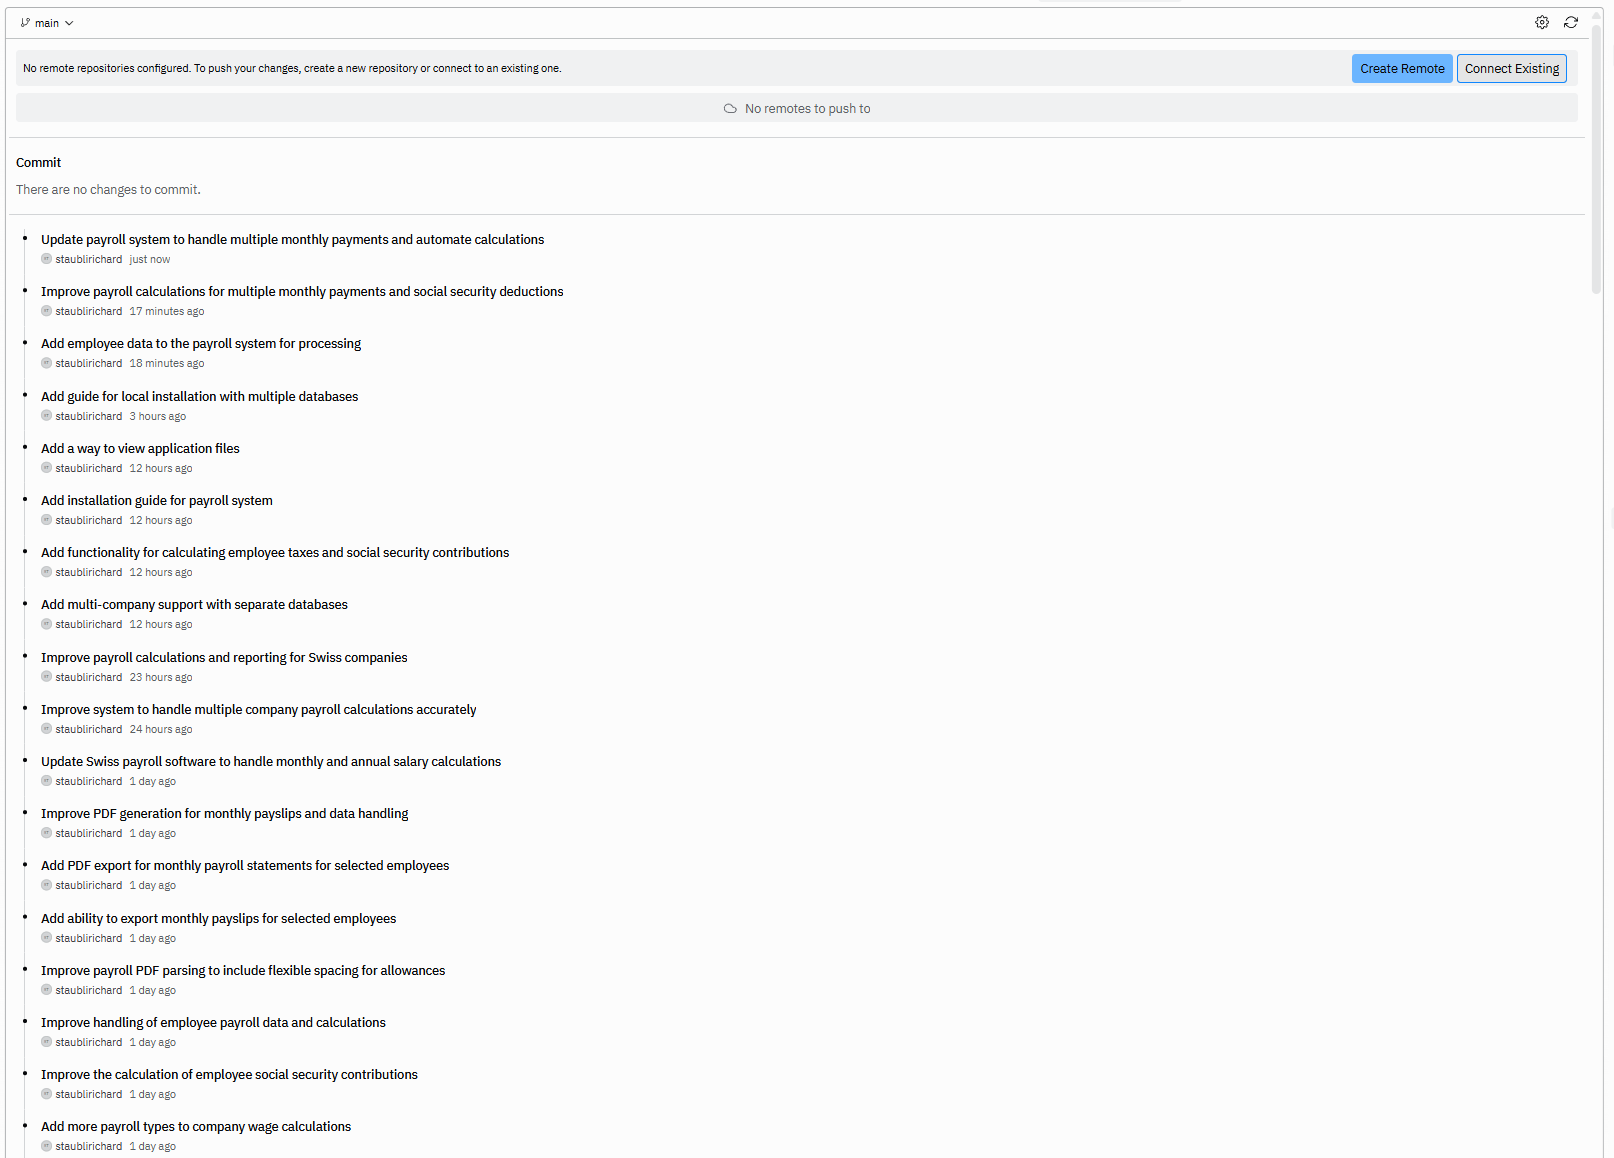 main
No remote repositories configured. To push your changes, create a new repository or connect to an existing one.
Create Remote
Connect Existing
No remotes to push to
Commit
There are no changes to commit.
Update payroll system to handle multiple monthly payments and automate calculations
staublirichard just now
Improve payroll calculations for multiple monthly payments and social security deductions
staublirichard 17 minutes ago
Add employee data to the payroll system for processing
staublirichard 18 minutes ago
Add guide for local installation with multiple databases
staublirichard 3 hours ago
Add a way to view application files
staublirichard 12 hours ago
Add installation guide for payroll system
staublirichard 12 hours ago
Add functionality for calculating employee taxes and social security contributions
staublirichard 12 hours ago
Add multi-company support with separate databases
staublirichard 12 hours ago
Improve payroll calculations and reporting for Swiss companies
staublirichard 23 hours ago
Improve system to handle multiple company payroll calculations accurately
staublirichard 24 hours ago
Update Swiss payroll software to handle monthly and annual salary calculations
staublirichard 1 day ago
Improve PDF generation for monthly payslips and data handling
staublirichard 1 day ago
Add PDF export for monthly payroll statements for selected employees
staublirichard 1 day ago
Add ability to export monthly payslips for selected employees
staublirichard 1 day ago
Improve payroll PDF parsing to include flexible spacing for allowances
staublirichard 1 day ago
Improve handling of employee payroll data and calculations
staublirichard 1 day ago
Improve the calculation of employee social security contributions
staublirichard 1 day ago
Add more payroll types to company wage calculations
staublirichard 1 day ago